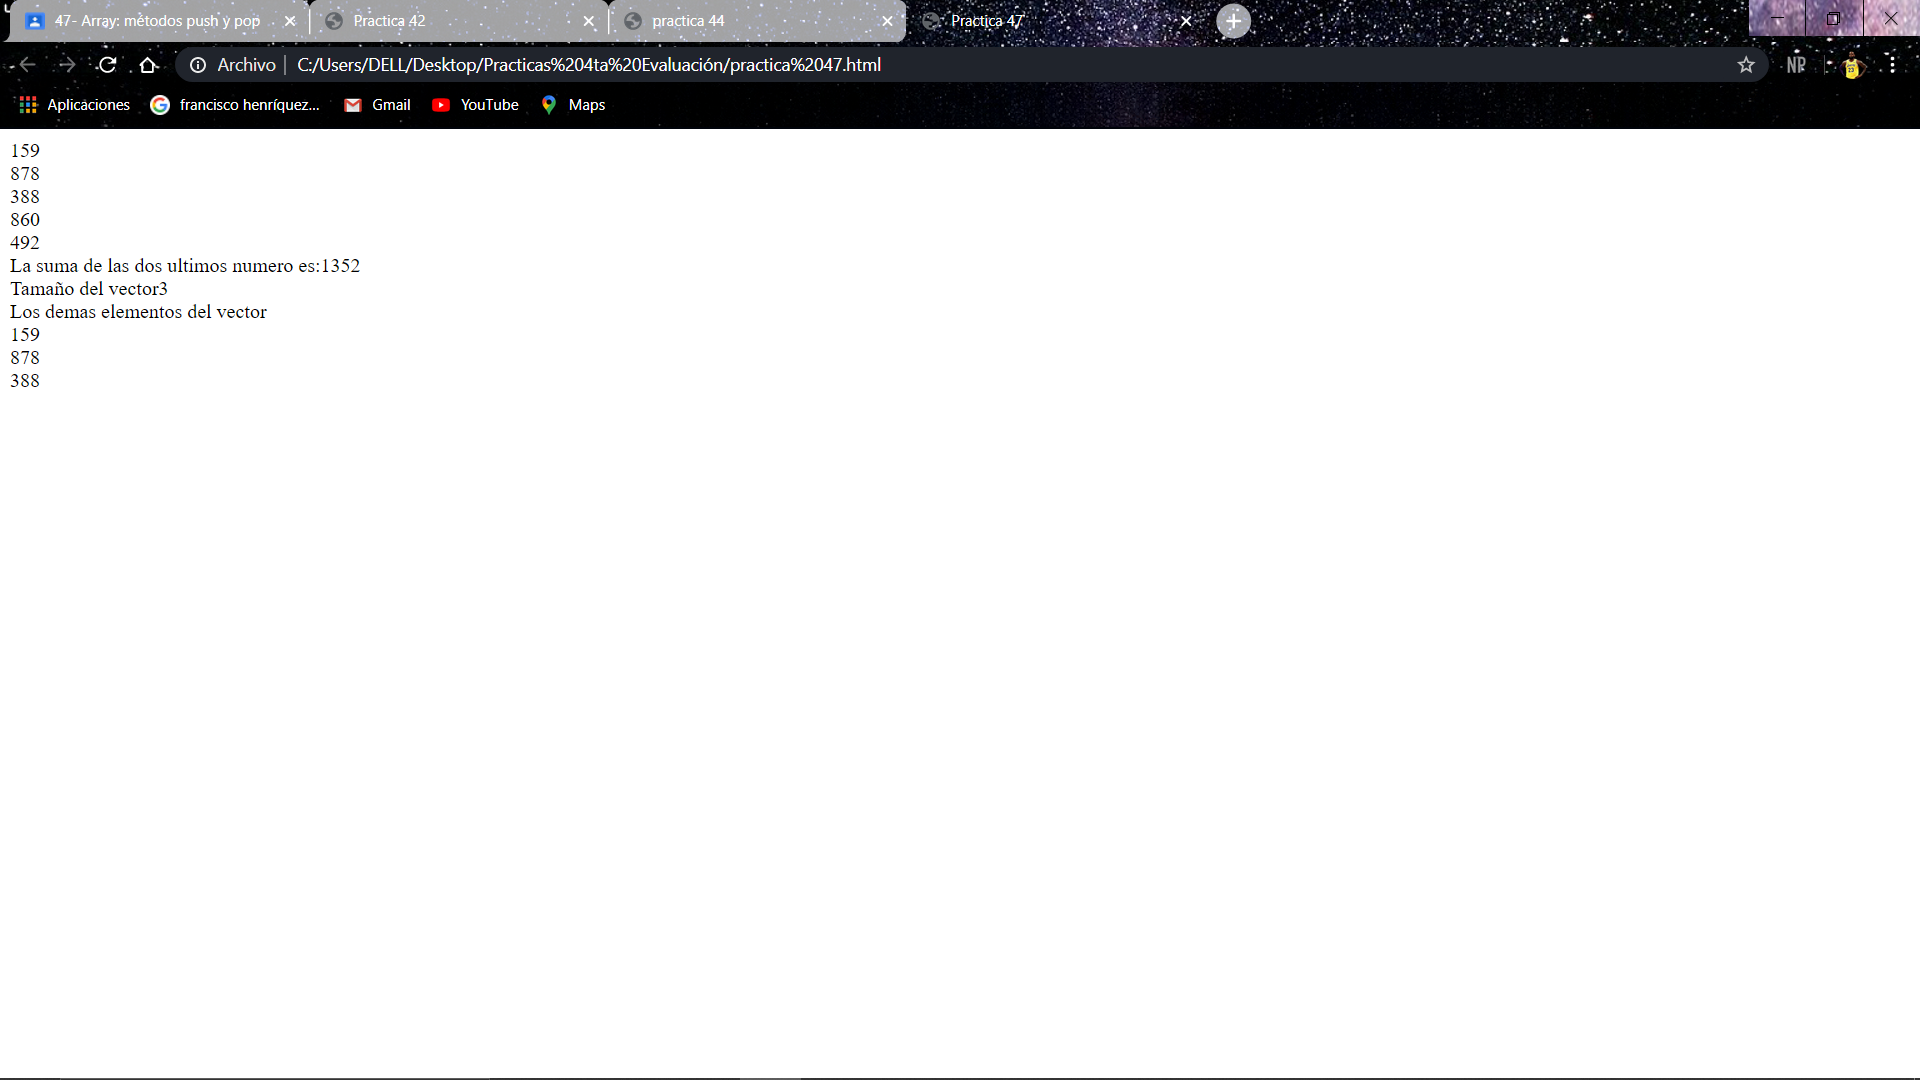 47- Array: métodos push y pop
Practica 42
practica 44
Practica 47
Archivo
C:/Users/DELL/Desktop/Practicas%204ta%20Evaluación/practica%2047.html
NP
Aplicaciones
francisco henríquez...
Gmail
YouTube
Maps
159
878
388
860
492
La suma de las dos ultimos numero es:1352
Tamaño del vector3
Los demas elementos del vector
159
878
388